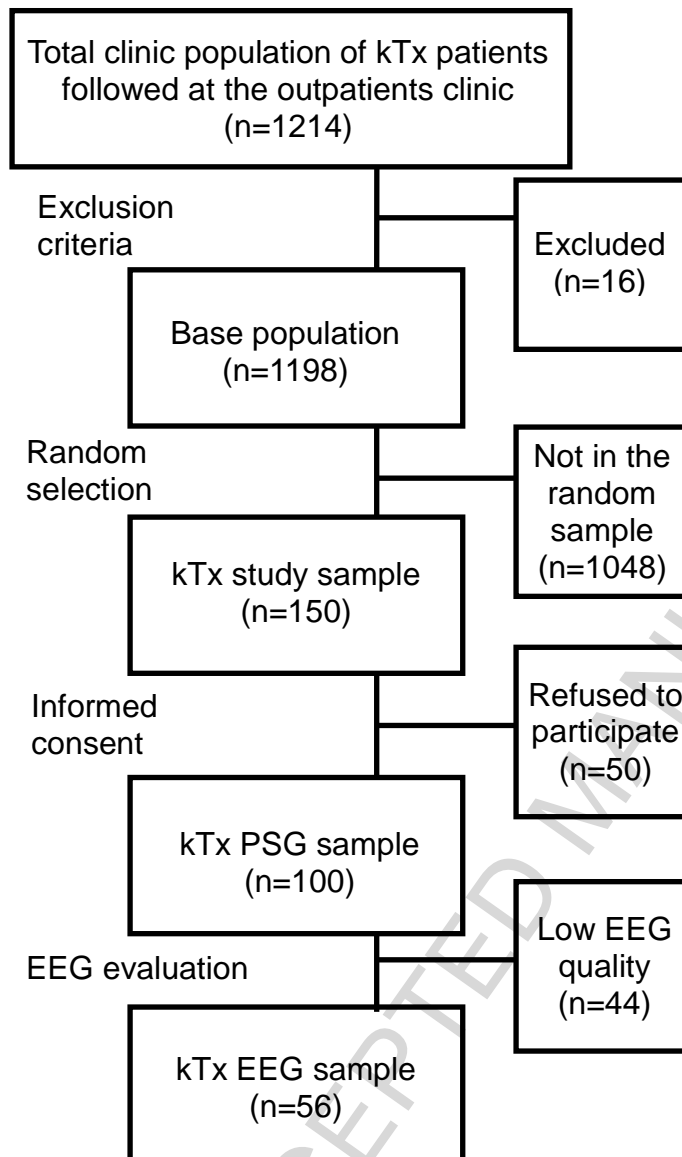 Total clinic population of kTx patients
followed at the outpatients clinic
(n=1214)
Exclusion
criteria
Excluded
(n=16)
Base population
(n=1198)
Random
selection
Not in the
random
sample
(n=1048)
kTx study sample
(n=150)
Informed
consent
Refused to
participate
(n=50)
kTx PSG sample
(n=100)
EEG evaluation
Low EEG
quality
(n=44)
kTx EEG sample
(n=56)